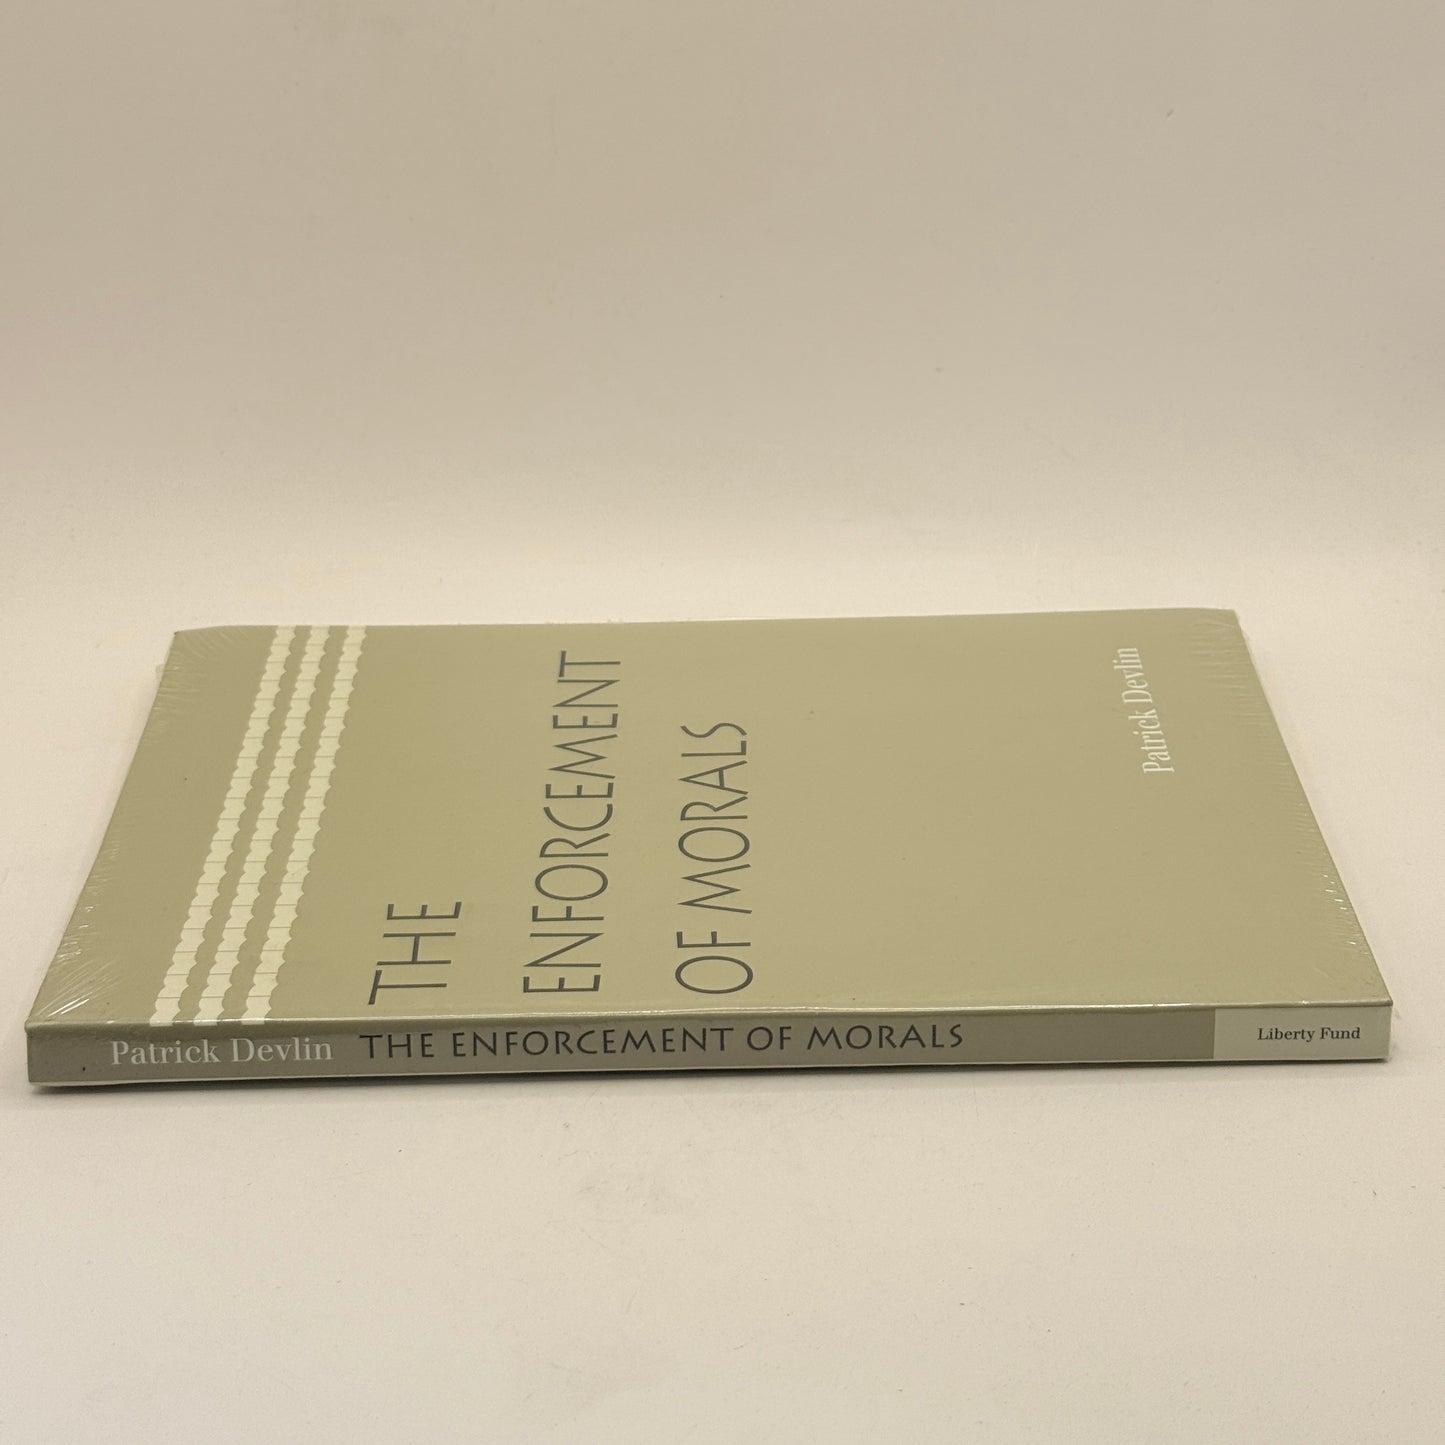 THE
ENFORCEMENT
OF MORALS
Patrick Devlin
Patrick Devlin THE ENFORCEMENT OF MORALS Liberty Fund